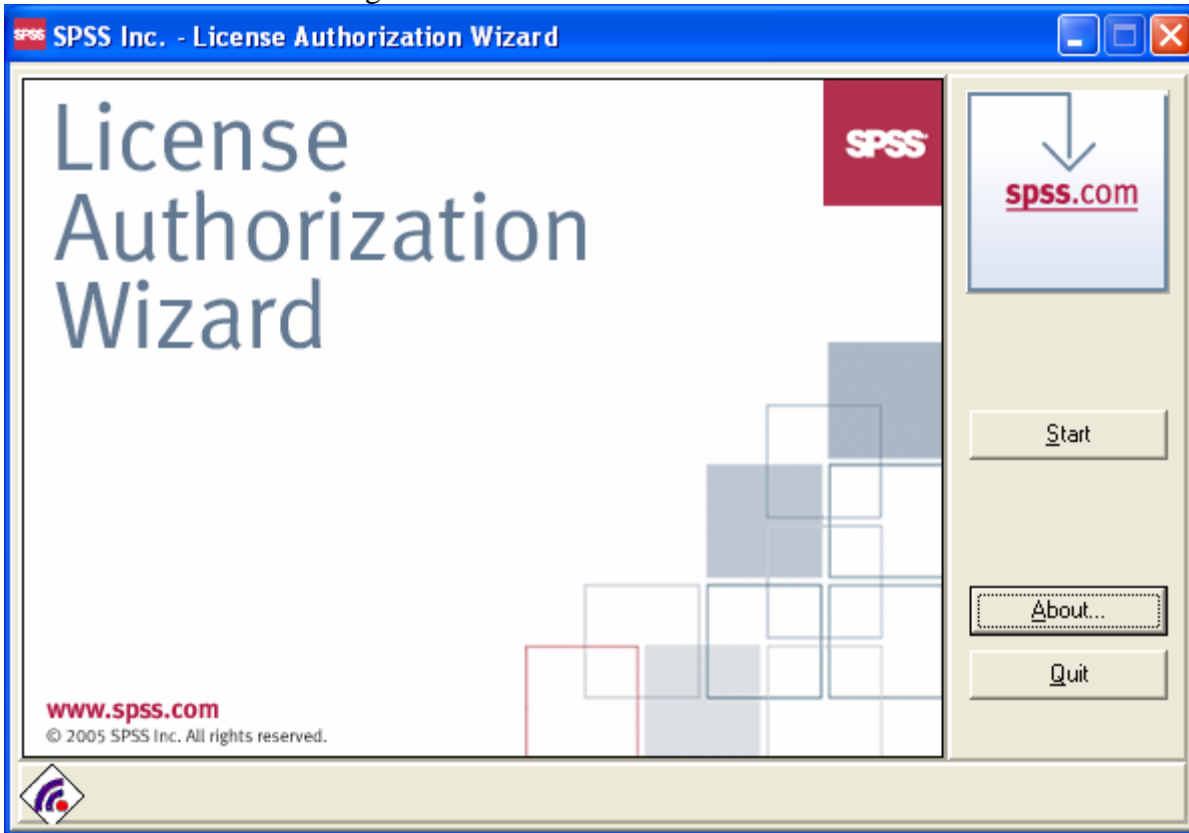 SPSS SPSS Inc. - License Authorization Wizard
License
Authorization
Wizard
SPSS
spss.com
Start
About...
Quit
www.spss.com
© 2005 SPSS Inc. All rights reserved.